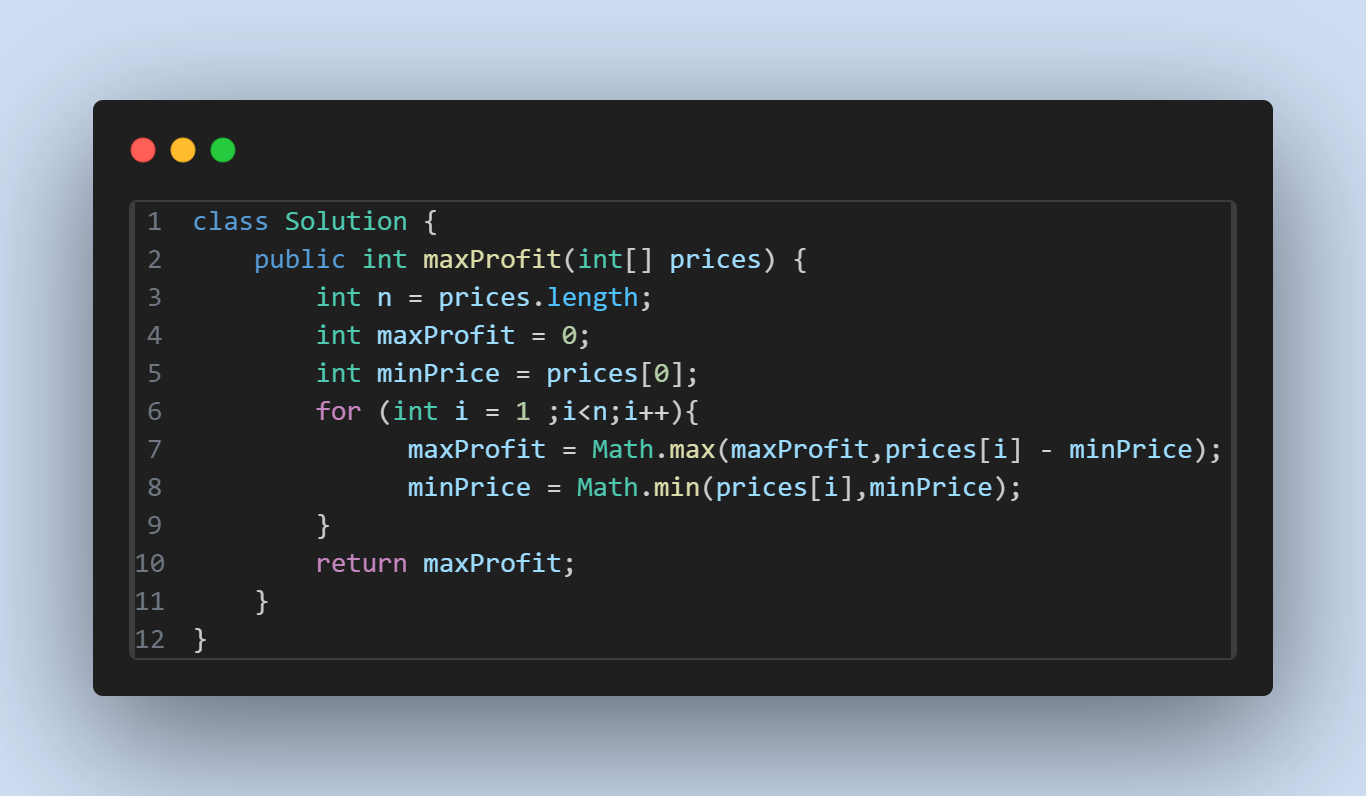 1 class Solution {
2     public int maxProfit(int[] prices) {
3         int n = prices.length;
4         int maxProfit = 0;
5         int minPrice = prices[0];
6         for (int i = 1 ;i<n;i++){
7               maxProfit = Math.max(maxProfit,prices[i] - minPrice);
8               minPrice = Math.min(prices[i],minPrice);
9         }
10         return maxProfit;
11     }
12 }